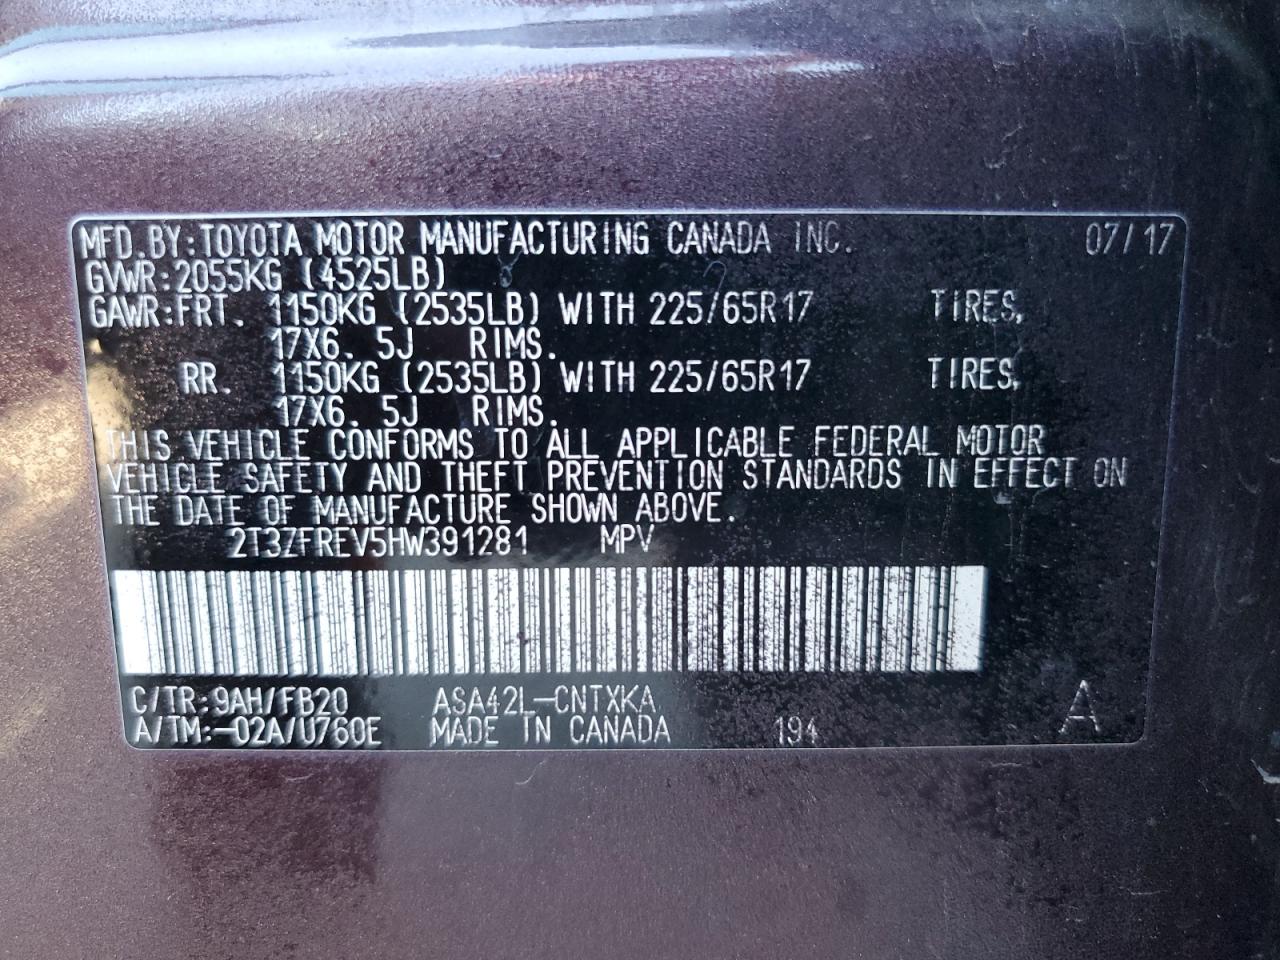 MFD.BY:TOYOTA MOTOR MANUFACTURING CANADA INC. 07/17
GVWR:2055KG (4525LB)
GAWR:FRT. 1150KG (2535LB) WITH 225/65R17 TIRES,
17X6.5J RIMS.
RR. 1150KG (2535LB) WITH 225/65R17 TIRES,
17X6.5J RIMS.
THIS VEHICLE CONFORMS TO ALL APPLICABLE FEDERAL MOTOR
VEHICLE SAFETY AND THEFT PREVENTION STANDARDS IN EFFECT ON
THE DATE OF MANUFACTURE SHOWN ABOVE.
2T3ZFREV5HW391281 MPV
C/TR:9AH/FB20 ASA42L-CNTXKA A
A/TM:-02A/U760E MADE IN CANADA 194